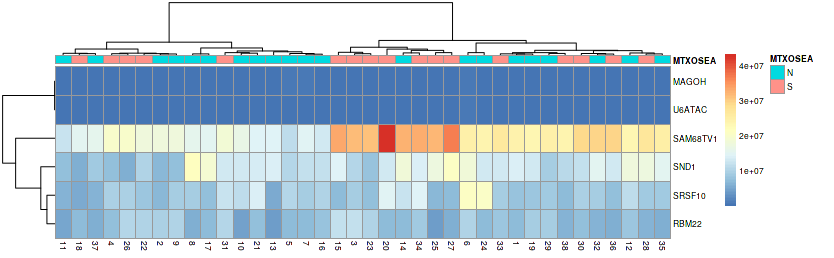 MTXOSEA
MAGOH
U6ATAC
SAM68TV1
SND1
SRSF10
RBM22
11 18 37 4 26 22 2 9 8 17 31 10 21 13 5 7 16 15 3 23 20 14 34 25 27 6 24 33 1 19 29 38 30 32 36 12 28 35
4e+07
3e+07
2e+07
1e+07
MTXOSEA
N
S